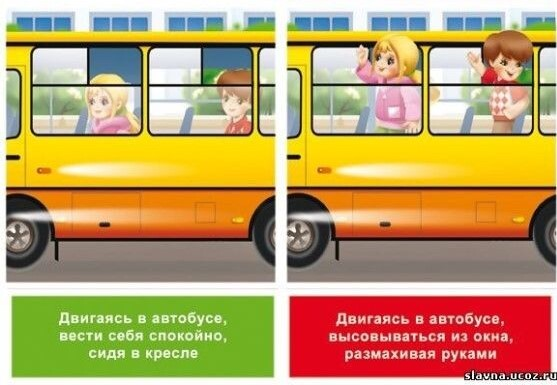 Двигаясь в автобусе,
вести себя спокойно,
сидя в кресле
Двигаясь в автобусе,
высовываться из окна,
размахивая руками
slavna.ucoz.ru